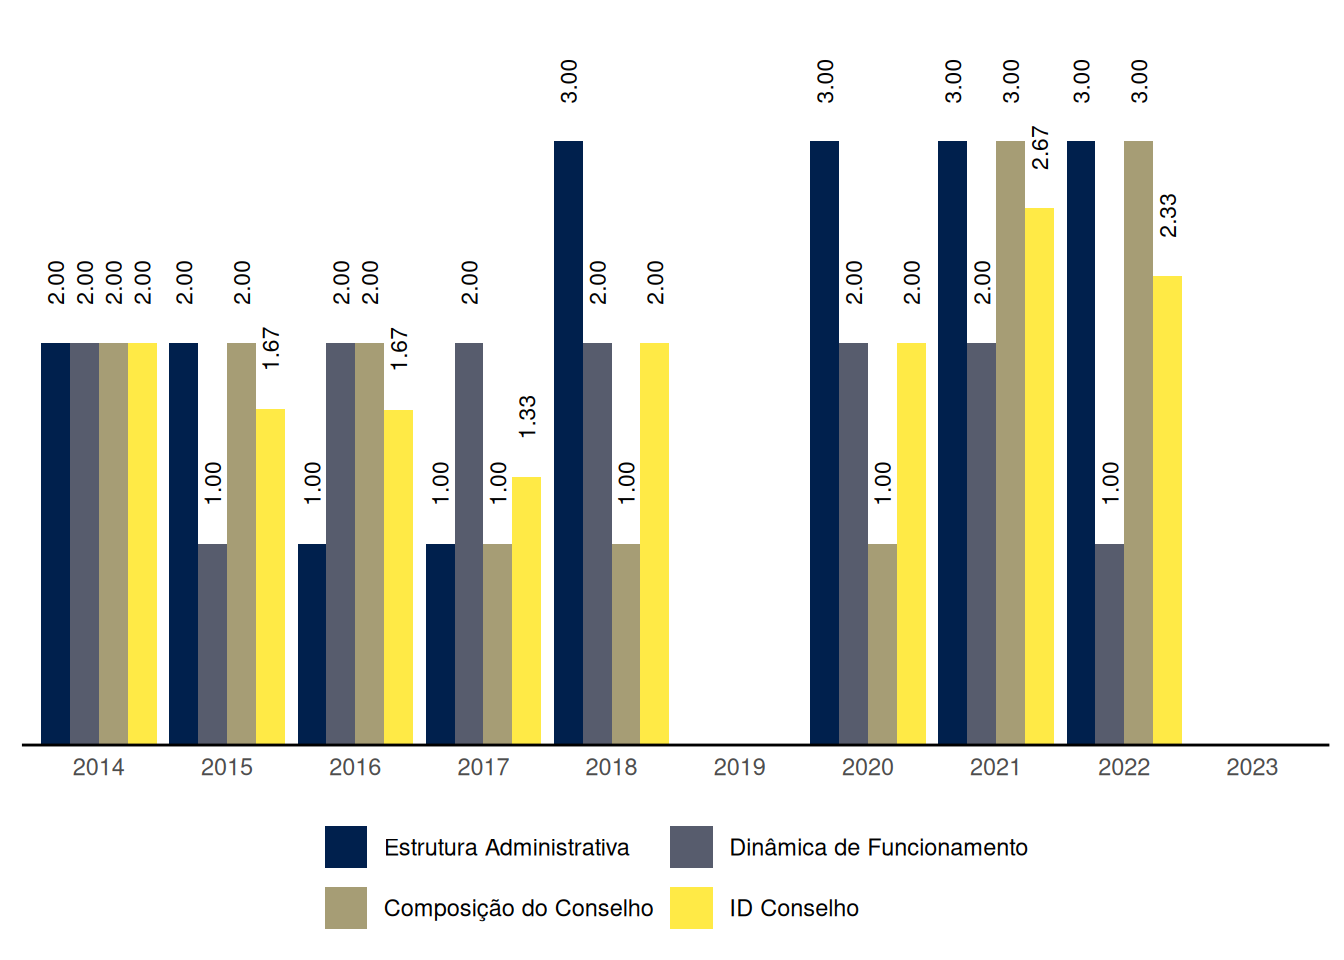 3.00 3.00 3.00 3.00 3.00 3.00
2.67
2.33
2.00 2.00 2.00 2.00 2.00 2.00 2.00 2.00 2.00 2.00 2.00 2.00 2.00 2.00
1.67 1.67
1.33
1.00 1.00 1.00 1.00 1.00 1.00 1.00
2014 2015 2016 2017 2018 2019 2020 2021 2022 2023
Estrutura Administrativa Dinâmica de Funcionamento
Composição do Conselho ID Conselho